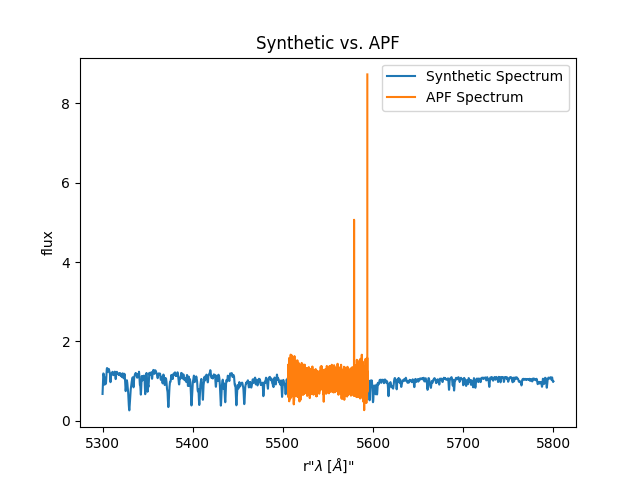 Synthetic vs. APF
Synthetic Spectrum
APF Spectrum
flux
8
6
4
2
0
5300 5400 5500 5600 5700 5800
r"λ [Å]"